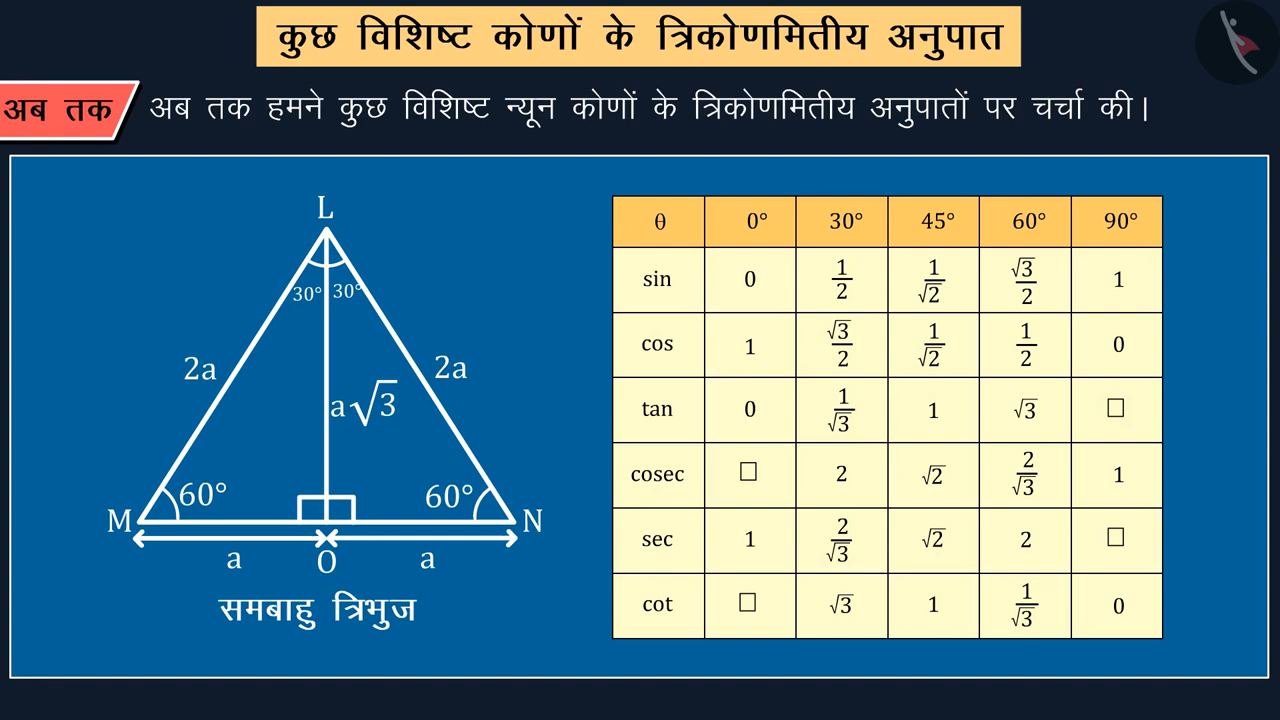 कुछ विशिष्ट कोणों के त्रिकोणमितीय अनुपात
अब तक
अब तक हमने कुछ विशिष्ट न्यून कोणों के त्रिकोणमितीय अनुपातों पर चर्चा की।
L
30° 30°
2a 2a
a√3
60° 60°
M N
a O a
समबाहु त्रिभुज
θ 0° 30° 45° 60° 90°
sin 0 1/2 1/√2 √3/2 1
cos 1 √3/2 1/√2 1/2 0
tan 0 1/√3 1 √3 □
cosec □ 2 √2 2/√3 1
sec 1 2/√3 √2 2 □
cot □ √3 1 1/√3 0